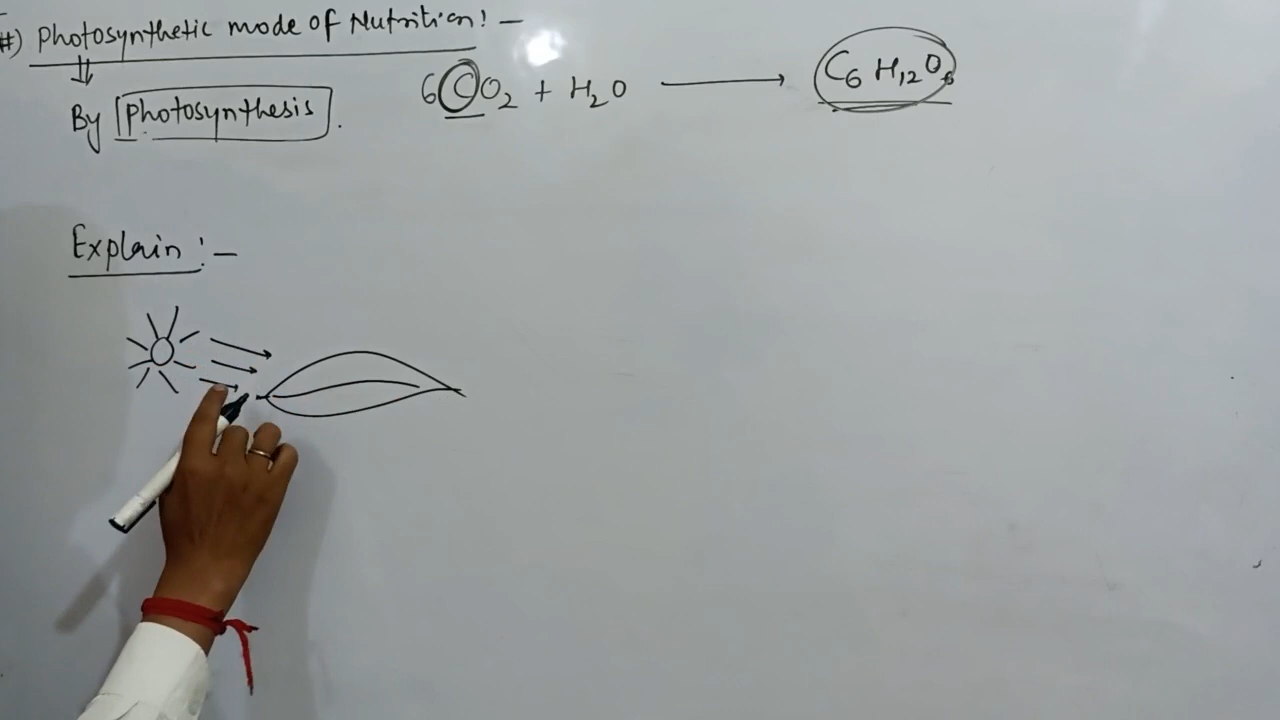 #) Photosynthetic mode of Nutrition! —
By Photosynthesis.
6CO₂ + H₂O ⟶ C₆H₁₂O₆
Explain :-